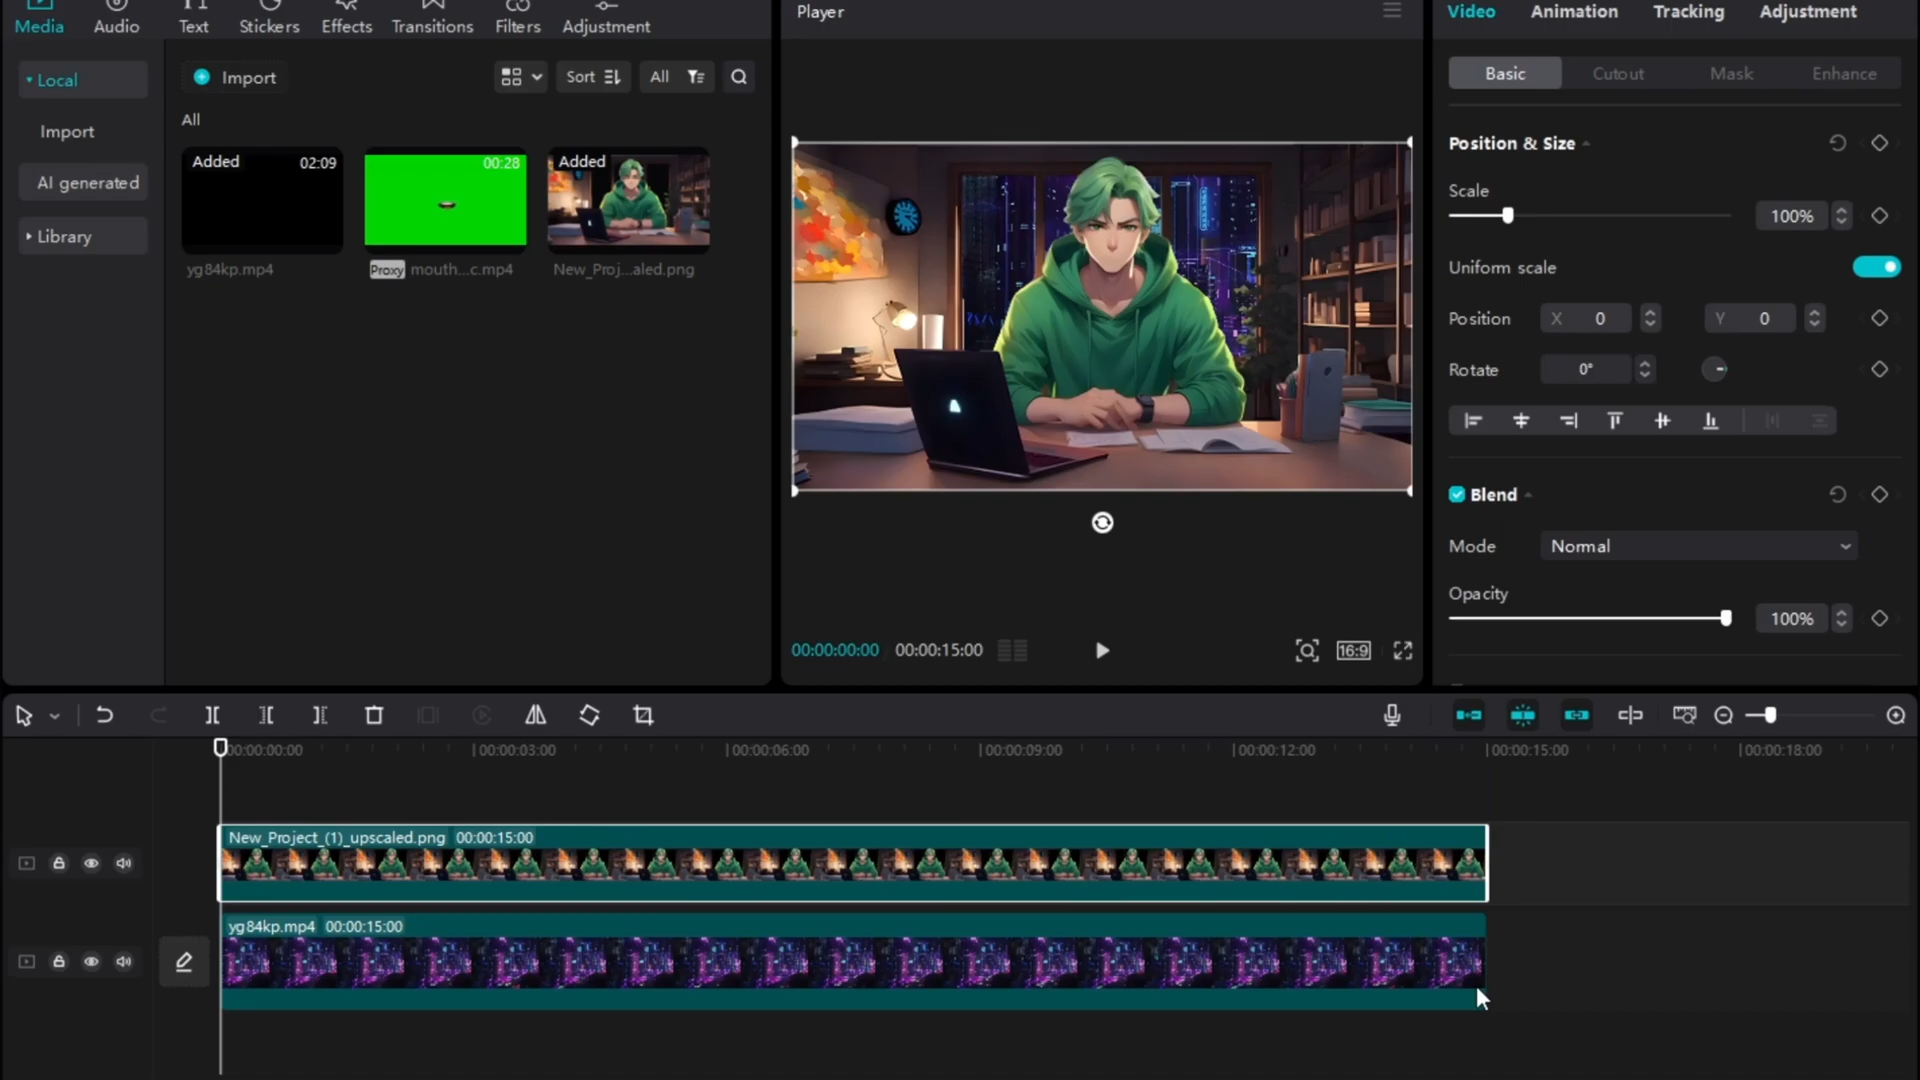 Media Audio Text Stickers Effects Transitions Filters Adjustment
Player
Video Animation Tracking Adjustment
Local
Import
AI generated
Library
Import
Sort All
All
Added 02:09
yg84kp.mp4
00:28
Proxy mouth...c.mp4
Added
New_Proj...aled.png
Basic Cutout Mask Enhance
Position & Size
Scale
100%
Uniform scale
Position X 0 Y 0
Rotate 0°
Blend
Mode Normal
Opacity
100%
00:00:00:00 00:00:15:00
16:9
00:00:00:00 00:00:03:00 00:00:06:00 00:00:09:00 00:00:12:00 00:00:15:00 00:00:18:00
New_Project_(1)_upscaled.png 00:00:15:00
yg84kp.mp4 00:00:15:00